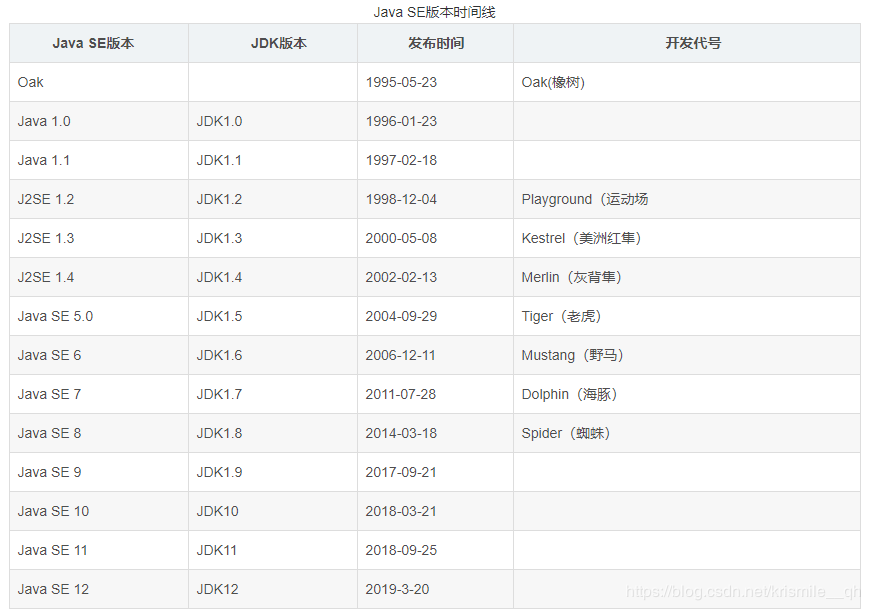 Java SE版本时间线
Java SE版本 JDK版本 发布时间 开发代号
Oak 1995-05-23 Oak(橡树)
Java 1.0 JDK1.0 1996-01-23
Java 1.1 JDK1.1 1997-02-18
J2SE 1.2 JDK1.2 1998-12-04 Playground（运动场
J2SE 1.3 JDK1.3 2000-05-08 Kestrel（美洲红隼）
J2SE 1.4 JDK1.4 2002-02-13 Merlin（灰背隼）
Java SE 5.0 JDK1.5 2004-09-29 Tiger（老虎）
Java SE 6 JDK1.6 2006-12-11 Mustang（野马）
Java SE 7 JDK1.7 2011-07-28 Dolphin（海豚）
Java SE 8 JDK1.8 2014-03-18 Spider（蜘蛛）
Java SE 9 JDK1.9 2017-09-21
Java SE 10 JDK10 2018-03-21
Java SE 11 JDK11 2018-09-25
Java SE 12 JDK12 2019-3-20
https://blog.csdn.net/krismile__qh